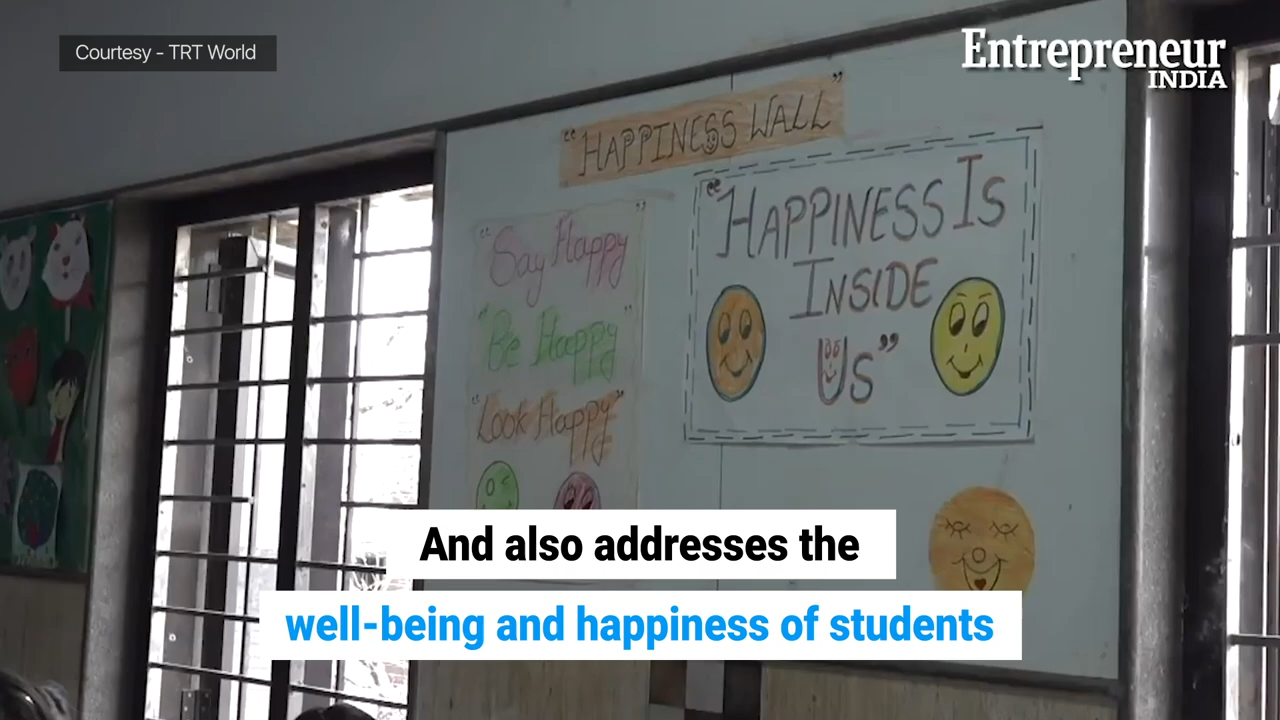 Courtesy - TRT World
Entrepreneur
INDIA
"HAPPINESS WALL"
"Say Happy"
"Be Happy"
"Look Happy"
"HAPPINESS IS
INSIDE
US"
And also addresses the
well-being and happiness of students